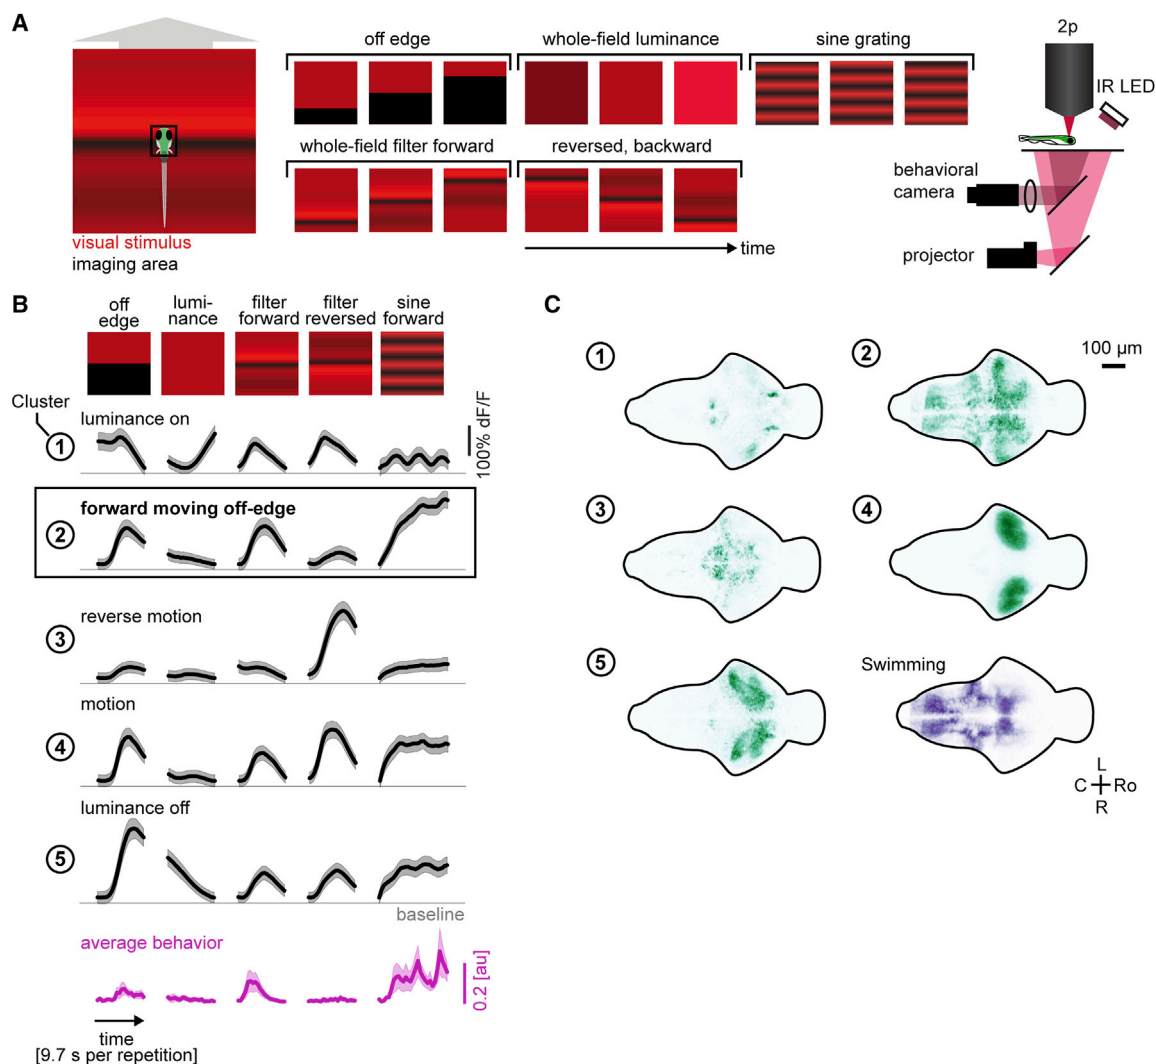 A
off edge
whole-field luminance
sine grating
2p
IR LED
whole-field filter forward
reversed, backward
behavioral
camera
projector
time
visual stimulus
imaging area
B
off
edge
lumi-
nance
filter
forward
filter
reversed
sine
forward
Cluster
luminance on
1
100% dF/F
forward moving off-edge
2
reverse motion
3
motion
4
luminance off
5
baseline
average behavior
0.2 [au]
time
[9.7 s per repetition]
C
1
2
100 µm
3
4
5
Swimming
L
C Ro
R